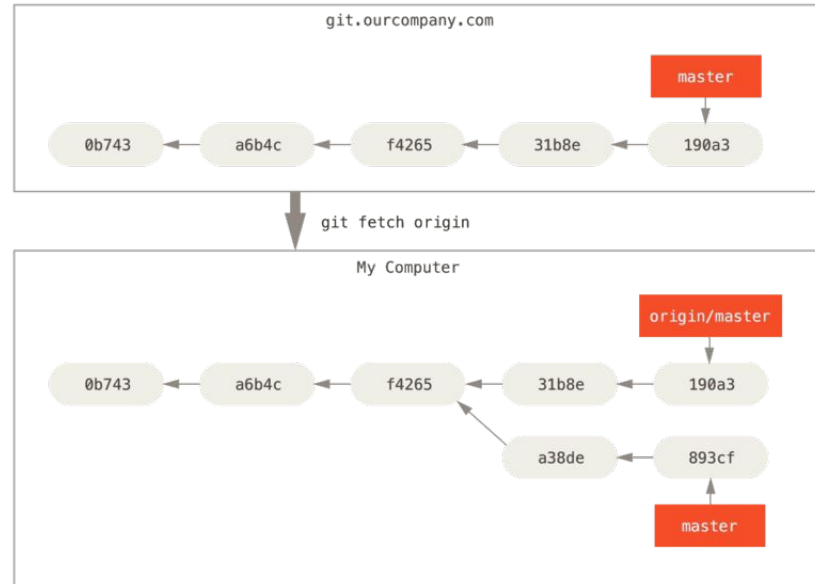 git.ourcompany.com
master
0b743
a6b4c
f4265
31b8e
190a3
git fetch origin
My Computer
origin/master
0b743
a6b4c
f4265
31b8e
190a3
a38de
893cf
master